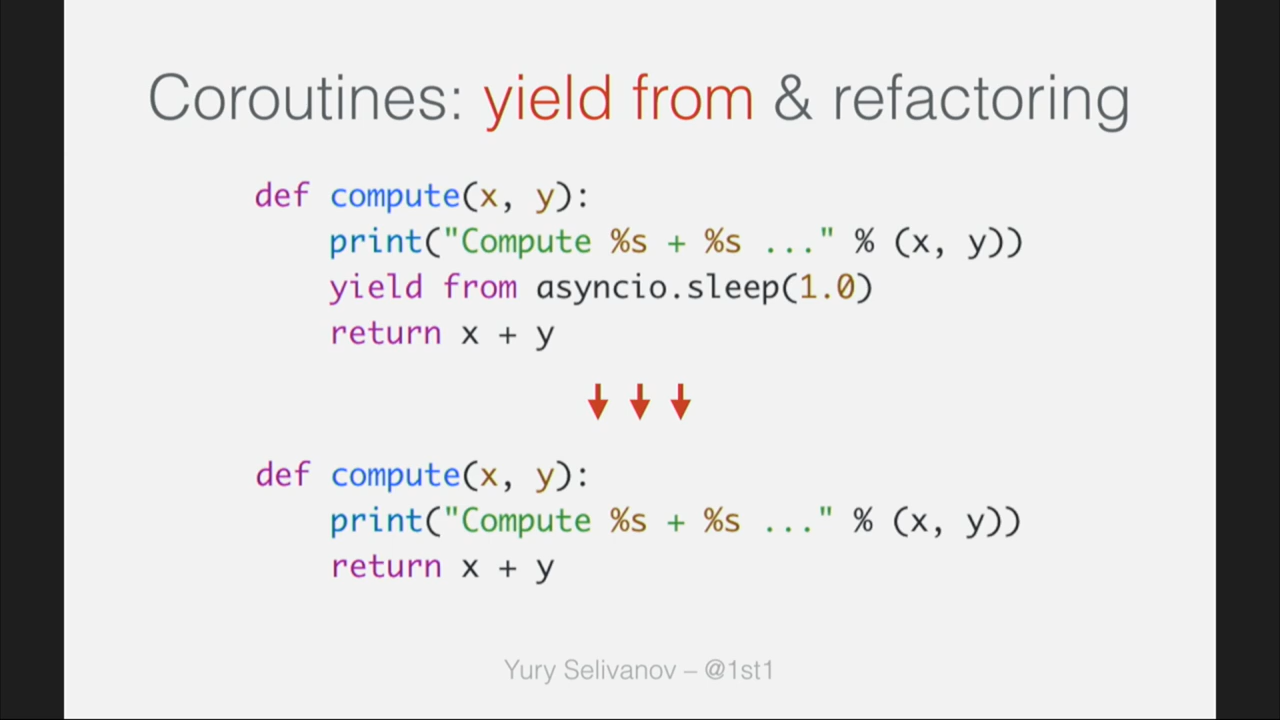 Coroutines: yield from & refactoring
def compute(x, y):
    print("Compute %s + %s ..." % (x, y))
    yield from asyncio.sleep(1.0)
    return x + y
def compute(x, y):
    print("Compute %s + %s ..." % (x, y))
    return x + y
Yury Selivanov – @1st1